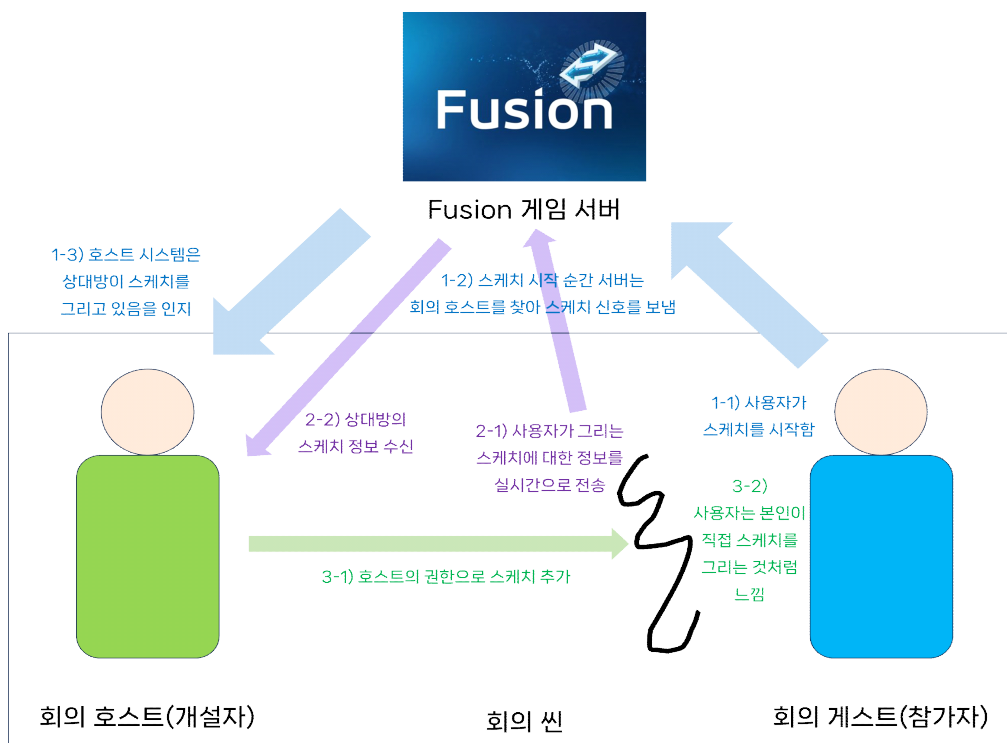 Fusion
Fusion 게임 서버
1-3) 호스트 시스템은
상대방이 스케치를
그리고 있음을 인지
1-2) 스케치 시작 순간 서버는
회의 호스트를 찾아 스케치 신호를 보냄
1-1) 사용자가
스케치를 시작함
2-2) 상대방의
스케치 정보 수신
2-1) 사용자가 그리는
스케치에 대한 정보를
실시간으로 전송
3-2)
사용자는 본인이
직접 스케치를
그리는 것처럼
느낌
3-1) 호스트의 권한으로 스케치 추가
회의 호스트(개설자)
회의 씬
회의 게스트(참가자)